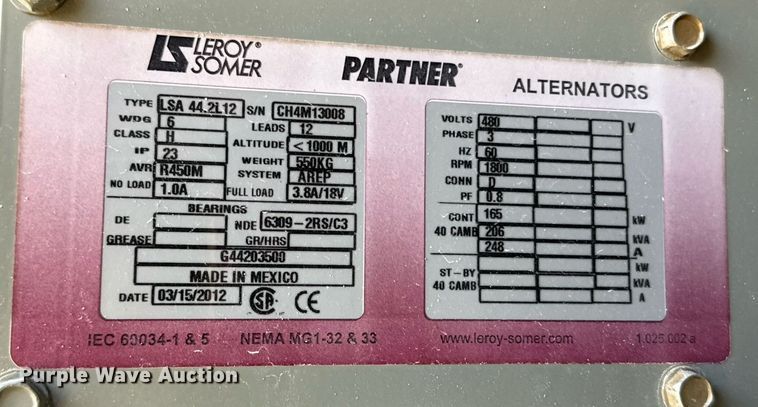 LS LEROY® SOMER PARTNER® ALTERNATORS
TYPE LSA 44.2L12 S/N CH4M13008
WDG 6 LEADS 12
CLASS H ALTITUDE < 1000 M
IP 23 WEIGHT 550KG
AVR R450M SYSTEM AREP
NO LOAD 1.0A FULL LOAD 3.8A/18V
BEARINGS
DE NDE 6309-2RS/C3
GREASE GR/HRS
G44203500
MADE IN MEXICO
DATE 03/15/2012 SA CE
VOLTS 480 V
PHASE 3
HZ 60
RPM 1800
CONN D
PF 0.8
CONT 165 kW
40 CAMB 206 kVA
248 A
ST-BY kW
40 CAMB kVA
A
IEC 60034-1 & 5 NEMA MG1-32 & 33 www.leroy-somer.com 1.025.002 a
Purple Wave Auction